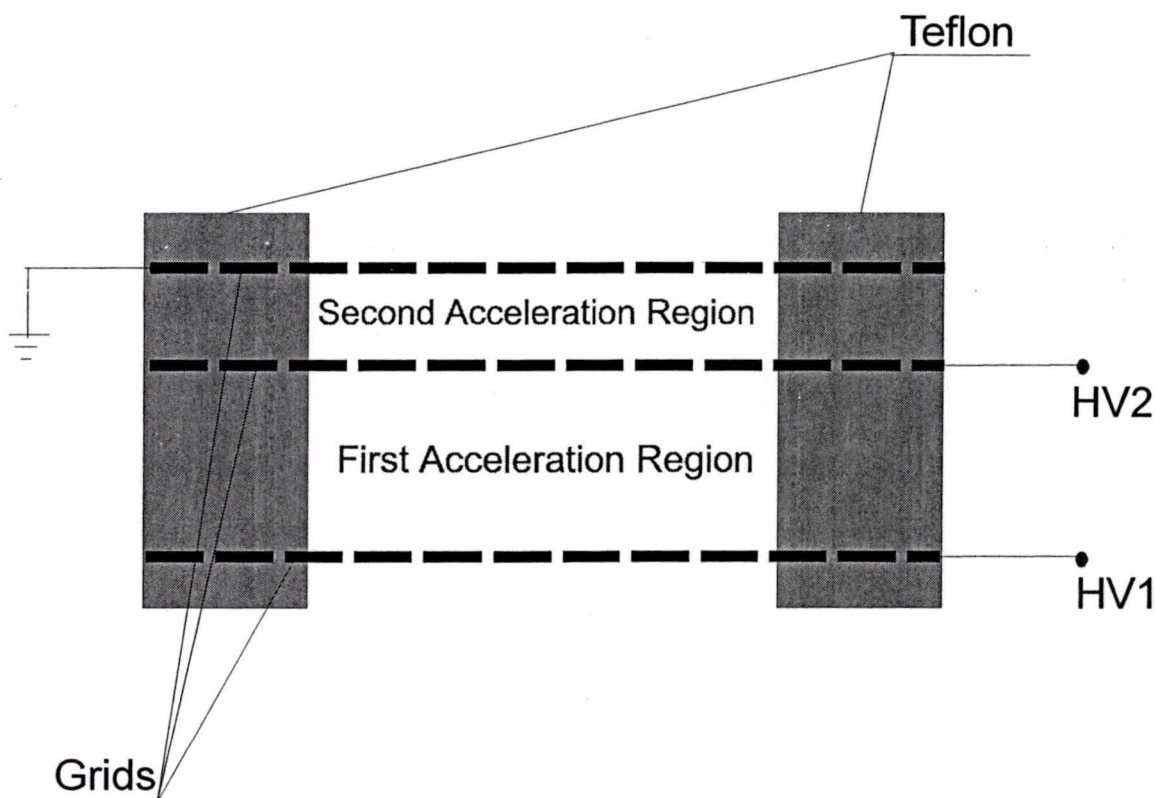 Teflon
Second Acceleration Region
HV2
First Acceleration Region
HV1
Grids